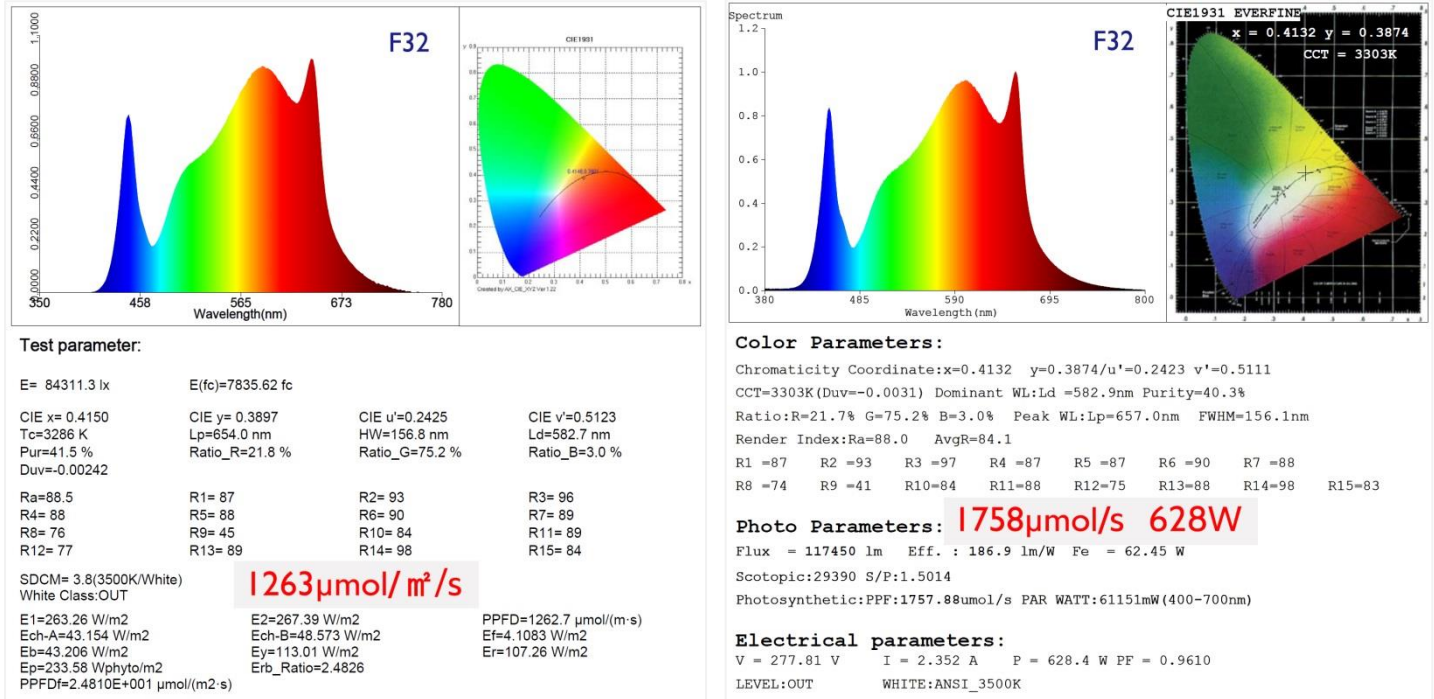 1.1000
0.8800
0.6600
0.4400
0.2200
0.0000
F32
350 458 565 673 780
Wavelength(nm)
CIE1931
Created by AK_CIE_XYZ Ver 1.22
Test parameter:
E= 84311.3 lx E(fc)=7835.62 fc
CIE x= 0.4150 CIE y= 0.3897 CIE u'=0.2425 CIE v'=0.5123
Tc=3286 K Lp=654.0 nm HW=156.8 nm Ld=582.7 nm
Pur=41.5 % Ratio_R=21.8 % Ratio_G=75.2 % Ratio_B=3.0 %
Duv=-0.00242
Ra=88.5 R1= 87 R2= 93 R3= 96
R4= 88 R5= 88 R6= 90 R7= 89
R8= 76 R9= 45 R10= 84 R11= 89
R12= 77 R13= 89 R14= 98 R15= 84
SDCM= 3.8(3500K/White)
White Class:OUT
1263μmol/㎡/s
E1=263.26 W/m2 E2=267.39 W/m2 PPFD=1262.7 μmol/(m·s)
Ech-A=43.154 W/m2 Ech-B=48.573 W/m2 Ef=4.1083 W/m2
Eb=43.206 W/m2 Ey=113.01 W/m2 Er=107.26 W/m2
Ep=233.58 Wphyto/m2 Erb_Ratio=2.4826
PPFDf=2.4810E+001 μmol/(m2·s)
Spectrum
1.2
1.0
0.8
0.6
0.4
0.2
0.0
F32
380 485 590 695 800
Wavelength(nm)
CIE1931 EVERFINE
x = 0.4132 y = 0.3874
CCT = 3303K
Color Parameters:
Chromaticity Coordinate:x=0.4132 y=0.3874/u'=0.2423 v'=0.5111
CCT=3303K(Duv=-0.0031) Dominant WL:Ld =582.9nm Purity=40.3%
Ratio:R=21.7% G=75.2% B=3.0% Peak WL:Lp=657.0nm FWHM=156.1nm
Render Index:Ra=88.0 AvgR=84.1
R1 =87 R2 =93 R3 =97 R4 =87 R5 =87 R6 =90 R7 =88
R8 =74 R9 =41 R10=84 R11=88 R12=75 R13=88 R14=98 R15=83
Photo Parameters: 1758μmol/s 628W
Flux = 117450 lm Eff. : 186.9 lm/W Fe = 62.45 W
Scotopic:29390 S/P:1.5014
Photosynthetic:PPF:1757.88umol/s PAR WATT:61151mW(400-700nm)
Electrical parameters:
V = 277.81 V I = 2.352 A P = 628.4 W PF = 0.9610
LEVEL:OUT WHITE:ANSI_3500K